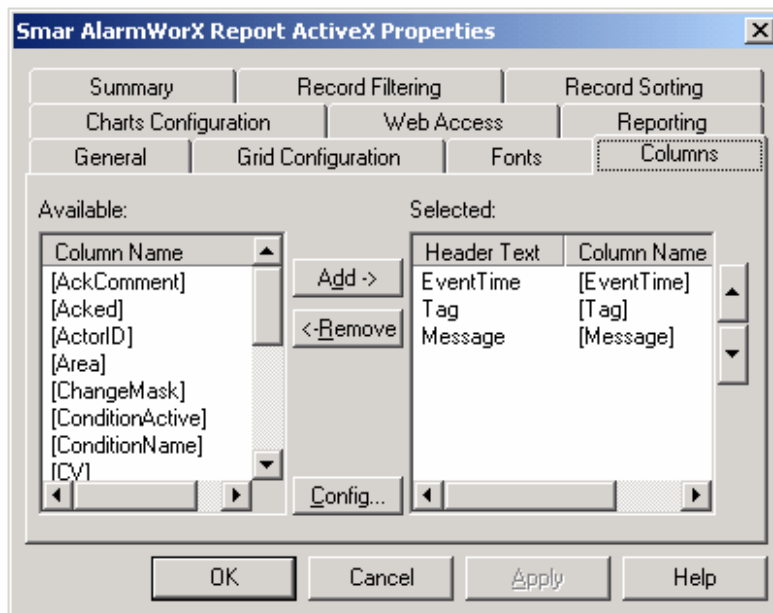 Smar AlarmWorX Report ActiveX Properties
Summary Record Filtering Record Sorting
Charts Configuration Web Access Reporting
General Grid Configuration Fonts Columns
Available: Selected:
Column Name Header Text Column Name
[AckComment] EventTime [EventTime]
[Acked] Tag [Tag]
[ActorID] Message [Message]
[Area]
[ChangeMask]
[ConditionActive]
[ConditionName]
[CV]
Add ->
<-Remove
Config...
OK Cancel Apply Help